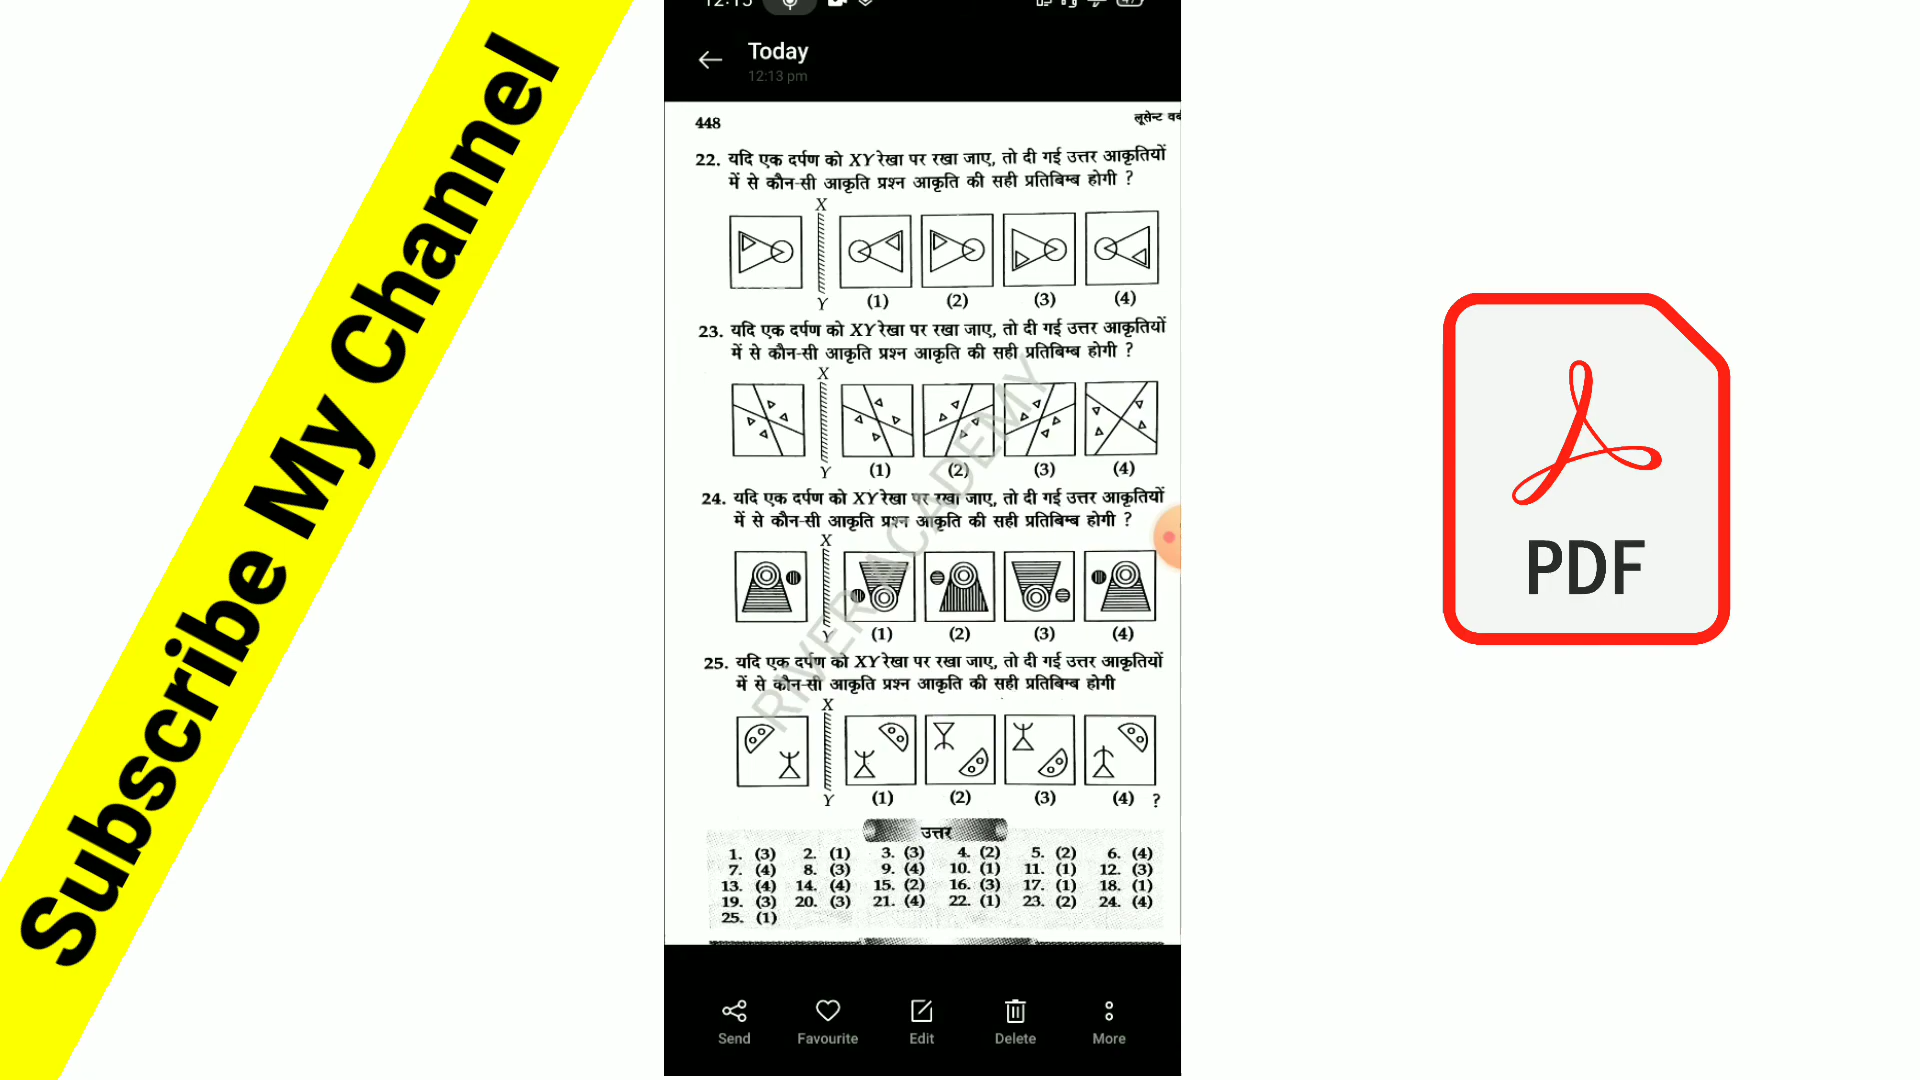 Subscribe My Channel
Today
12:13 pm
448
लूसेन्ट
22. यदि एक दर्पण को XY रेखा पर रखा जाए, तो दी गई उत्तर आकृतियों
में से कौन-सी आकृति प्रश्न आकृति की सही प्रतिबिम्ब होगी ?
X
Y
(1) (2) (3) (4)
23. यदि एक दर्पण को XY रेखा पर रखा जाए, तो दी गई उत्तर आकृतियों
में से कौन-सी आकृति प्रश्न आकृति की सही प्रतिबिम्ब होगी ?
X
Y
(1) (2) (3) (4)
24. यदि एक दर्पण को XY रेखा पर रखा जाए, तो दी गई उत्तर आकृतियों
में से कौन-सी आकृति प्रश्न आकृति की सही प्रतिबिम्ब होगी ?
X
Y
(1) (2) (3) (4)
25. यदि एक दर्पण को XY रेखा पर रखा जाए, तो दी गई उत्तर आकृतियों
में से कौन-सी आकृति प्रश्न आकृति की सही प्रतिबिम्ब होगी
X
Y
(1) (2) (3) (4) ?
RIVER ACADEMY
उत्तर
1. (3) 2. (1) 3. (3) 4. (2) 5. (2) 6. (4)
7. (4) 8. (3) 9. (4) 10. (1) 11. (1) 12. (3)
13. (4) 14. (4) 15. (2) 16. (3) 17. (1) 18. (1)
19. (3) 20. (3) 21. (4) 22. (1) 23. (2) 24. (4)
25. (1)
Send Favourite Edit Delete More
PDF